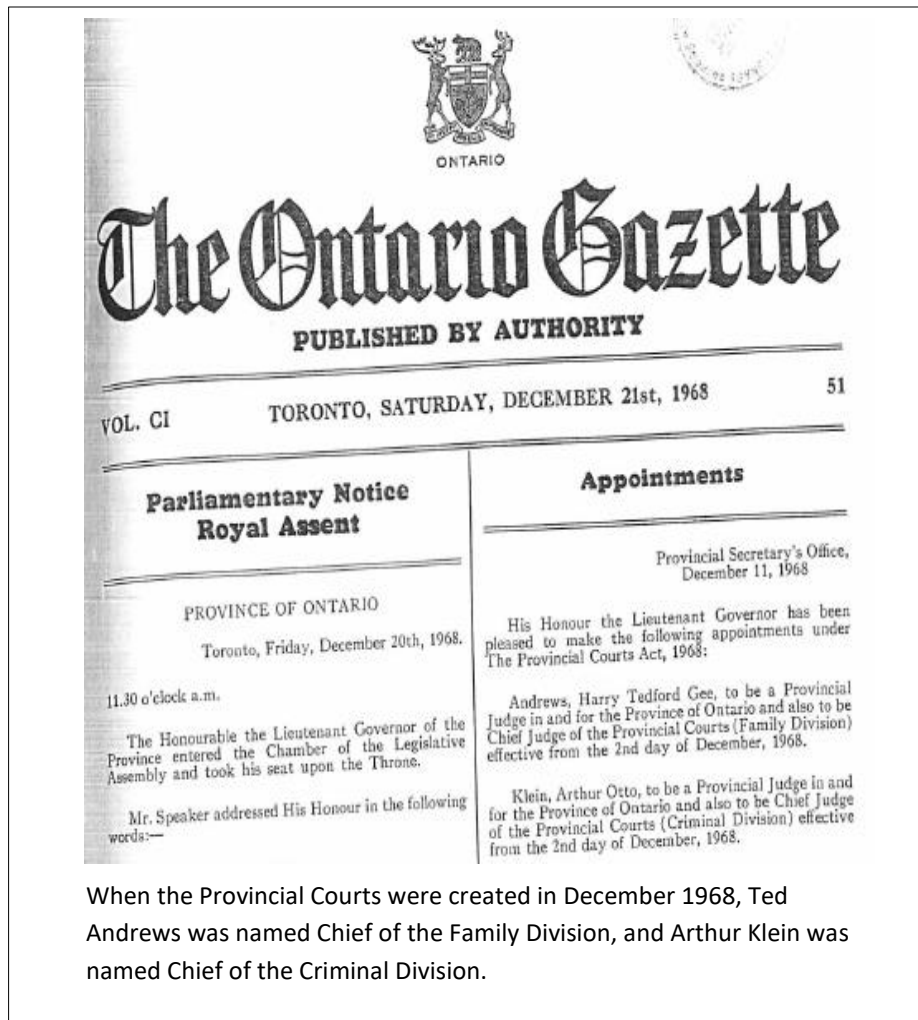 ONTARIO
The Ontario Gazette
PUBLISHED BY AUTHORITY
VOL. CI
TORONTO, SATURDAY, DECEMBER 21st, 1968
51
Parliamentary Notice
Royal Assent
PROVINCE OF ONTARIO
Toronto, Friday, December 20th, 1968.
11.30 o'clock a.m.
The Honourable the Lieutenant Governor of the
Province entered the Chamber of the Legislative
Assembly and took his seat upon the Throne.
Mr. Speaker addressed His Honour in the following
words:—
Appointments
Provincial Secretary's Office,
December 11, 1968
His Honour the Lieutenant Governor has been
pleased to make the following appointments under
The Provincial Courts Act, 1968:
Andrews, Harry Tedford Gee, to be a Provincial
Judge in and for the Province of Ontario and also to be
Chief Judge of the Provincial Courts (Family Division)
effective from the 2nd day of December, 1968.
Klein, Arthur Otto, to be a Provincial Judge in and
for the Province of Ontario and also to be Chief Judge
of the Provincial Courts (Criminal Division) effective
from the 2nd day of December, 1968.
When the Provincial Courts were created in December 1968, Ted
Andrews was named Chief of the Family Division, and Arthur Klein was
named Chief of the Criminal Division.